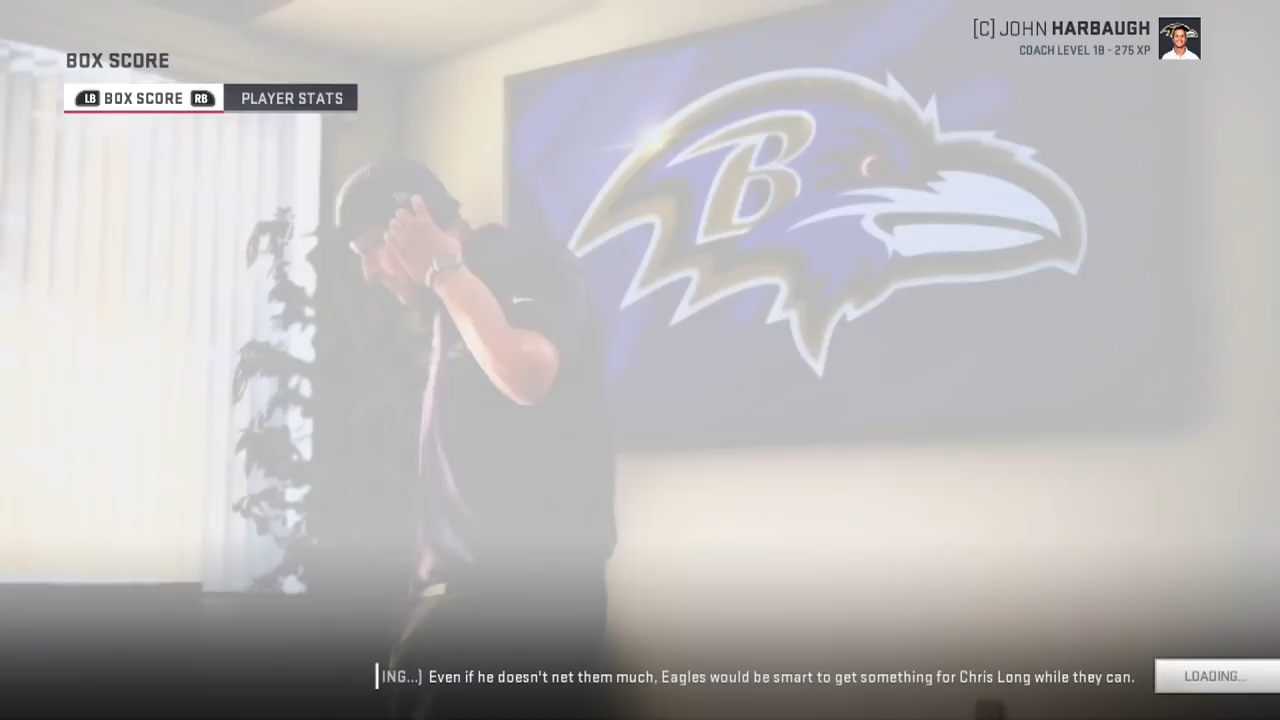 [C] JOHN HARBAUGH
COACH LEVEL 18 - 275 XP
BOX SCORE
LB BOX SCORE RB PLAYER STATS
B
ING...) Even if he doesn't net them much, Eagles would be smart to get something for Chris Long while they can.
LOADING...